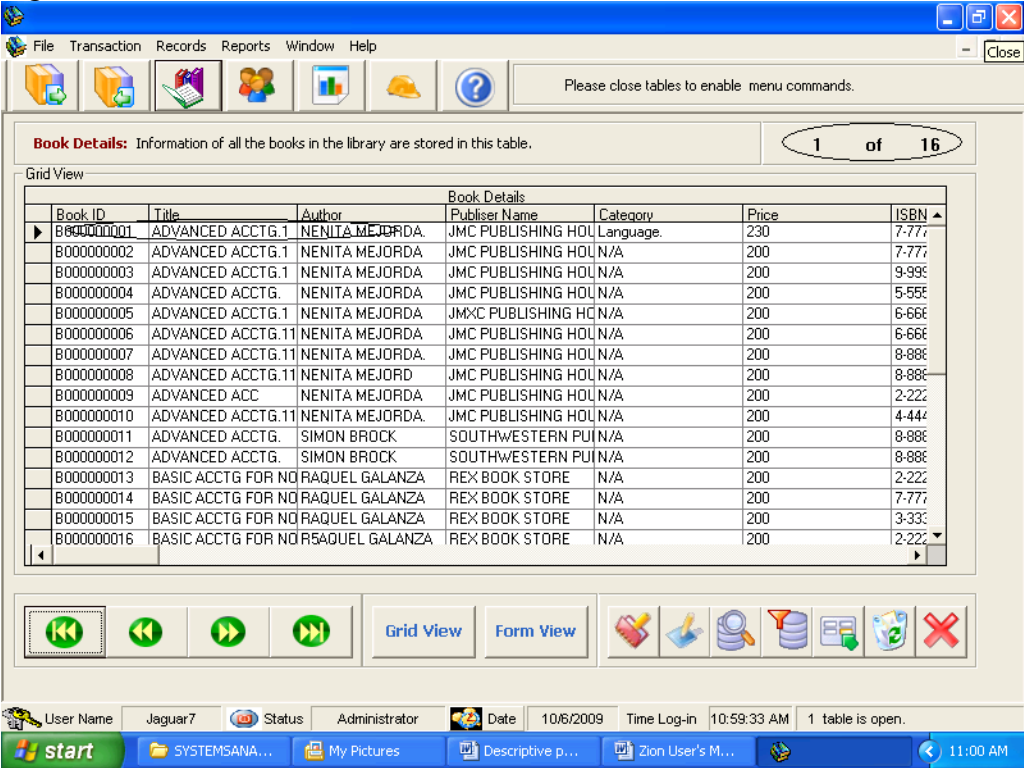 File Transaction Records Reports Window Help
Close
Please close tables to enable menu commands.
Book Details: Information of all the books in the library are stored in this table.
1 of 16
Grid View
Book Details
Book ID Title Author Publiser Name Category Price ISBN
B000000001 ADVANCED ACCTG.1 NENITA MEJORDA. JMC PUBLISHING HOU Language. 230 7-777
B000000002 ADVANCED ACCTG.1 NENITA MEJORDA JMC PUBLISHING HOU N/A 200 7-777
B000000003 ADVANCED ACCTG.1 NENITA MEJORDA JMC PUBLISHING HOU N/A 200 9-999
B000000004 ADVANCED ACCTG. NENITA MEJORDA JMC PUBLISHING HOU N/A 200 5-555
B000000005 ADVANCED ACCTG.1 NENITA MEJORDA JMXC PUBLISHING HO N/A 200 6-666
B000000006 ADVANCED ACCTG.11 NENITA MEJORDA JMC PUBLISHING HOU N/A 200 6-666
B000000007 ADVANCED ACCTG.11 NENITA MEJORDA. JMC PUBLISHING HOU N/A 200 8-888
B000000008 ADVANCED ACCTG.11 NENITA MEJORD JMC PUBLISHING HOU N/A 200 8-888
B000000009 ADVANCED ACC NENITA MEJORDA. JMC PUBLISHING HOU N/A 200 2-222
B000000010 ADVANCED ACCTG.11 NENITA MEJORDA. JMC PUBLISHING HOU N/A 200 4-444
B000000011 ADVANCED ACCTG. SIMON BROCK SOUTHWESTERN PU N/A 200 8-888
B000000012 ADVANCED ACCTG. SIMON BROCK SOUTHWESTERN PU N/A 200 8-888
B000000013 BASIC ACCTG FOR NO RAQUEL GALANZA REX BOOK STORE N/A 200 2-222
B000000014 BASIC ACCTG FOR NO RAQUEL GALANZA REX BOOK STORE N/A 200 7-777
B000000015 BASIC ACCTG FOR NO RAQUEL GALANZA REX BOOK STORE N/A 200 3-333
B000000016 BASIC ACCTG FOR NO R5AQUEL GALANZA REX BOOK STORE N/A 200 2-222
Grid View Form View
User Name Jaguar7 Status Administrator Date 10/6/2009 Time Log-in 10:59:33 AM 1 table is open.
start SYSTEMSANA... My Pictures Descriptive p... Zion User's M... 11:00 AM